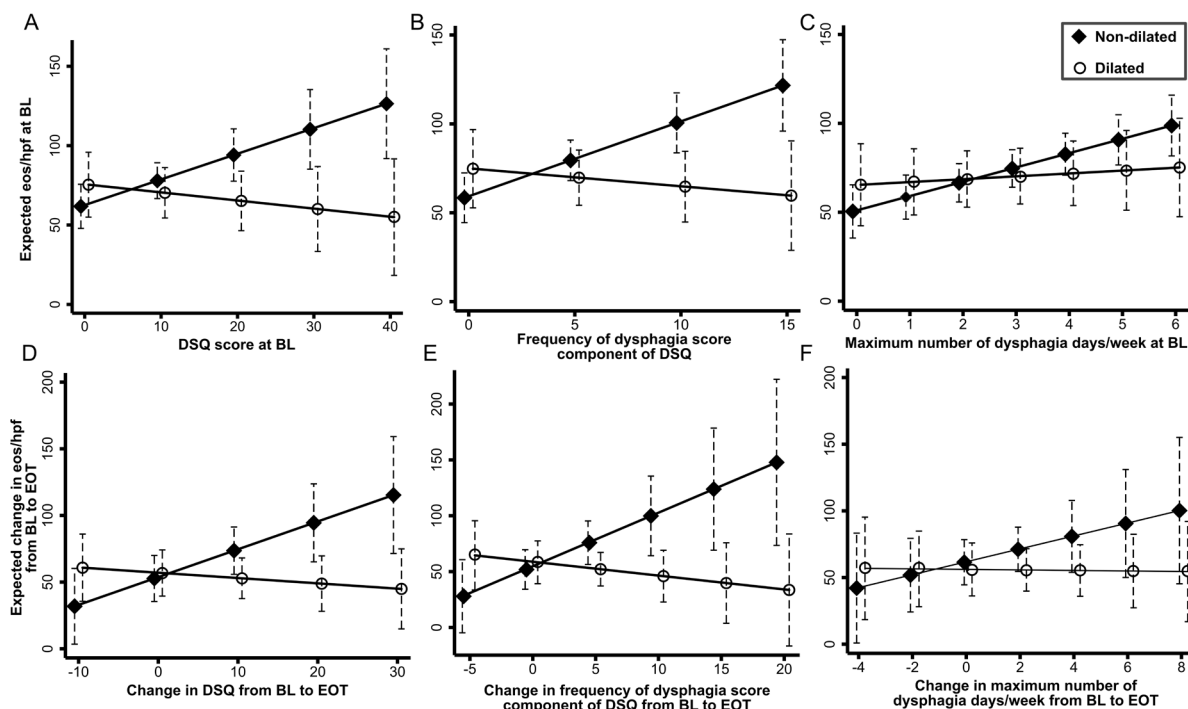 A
Expected eos/hpf at BL
150
100
50
0
0 10 20 30 40
DSQ score at BL
B
150
100
50
0
0 5 10 15
Frequency of dysphagia score
component of DSQ
C
150
100
50
0
0 1 2 3 4 5 6
Maximum number of dysphagia days/week at BL
Non-dilated
Dilated
D
Expected change in eos/hpf
from BL to EOT
200
150
100
50
0
-10 0 10 20 30
Change in DSQ from BL to EOT
E
200
150
100
50
0
-5 0 5 10 15 20
Change in frequency of dysphagia score
component of DSQ from BL to EOT
F
200
150
100
50
0
-4 -2 0 2 4 6 8
Change in maximum number of
dysphagia days/week from BL to EOT